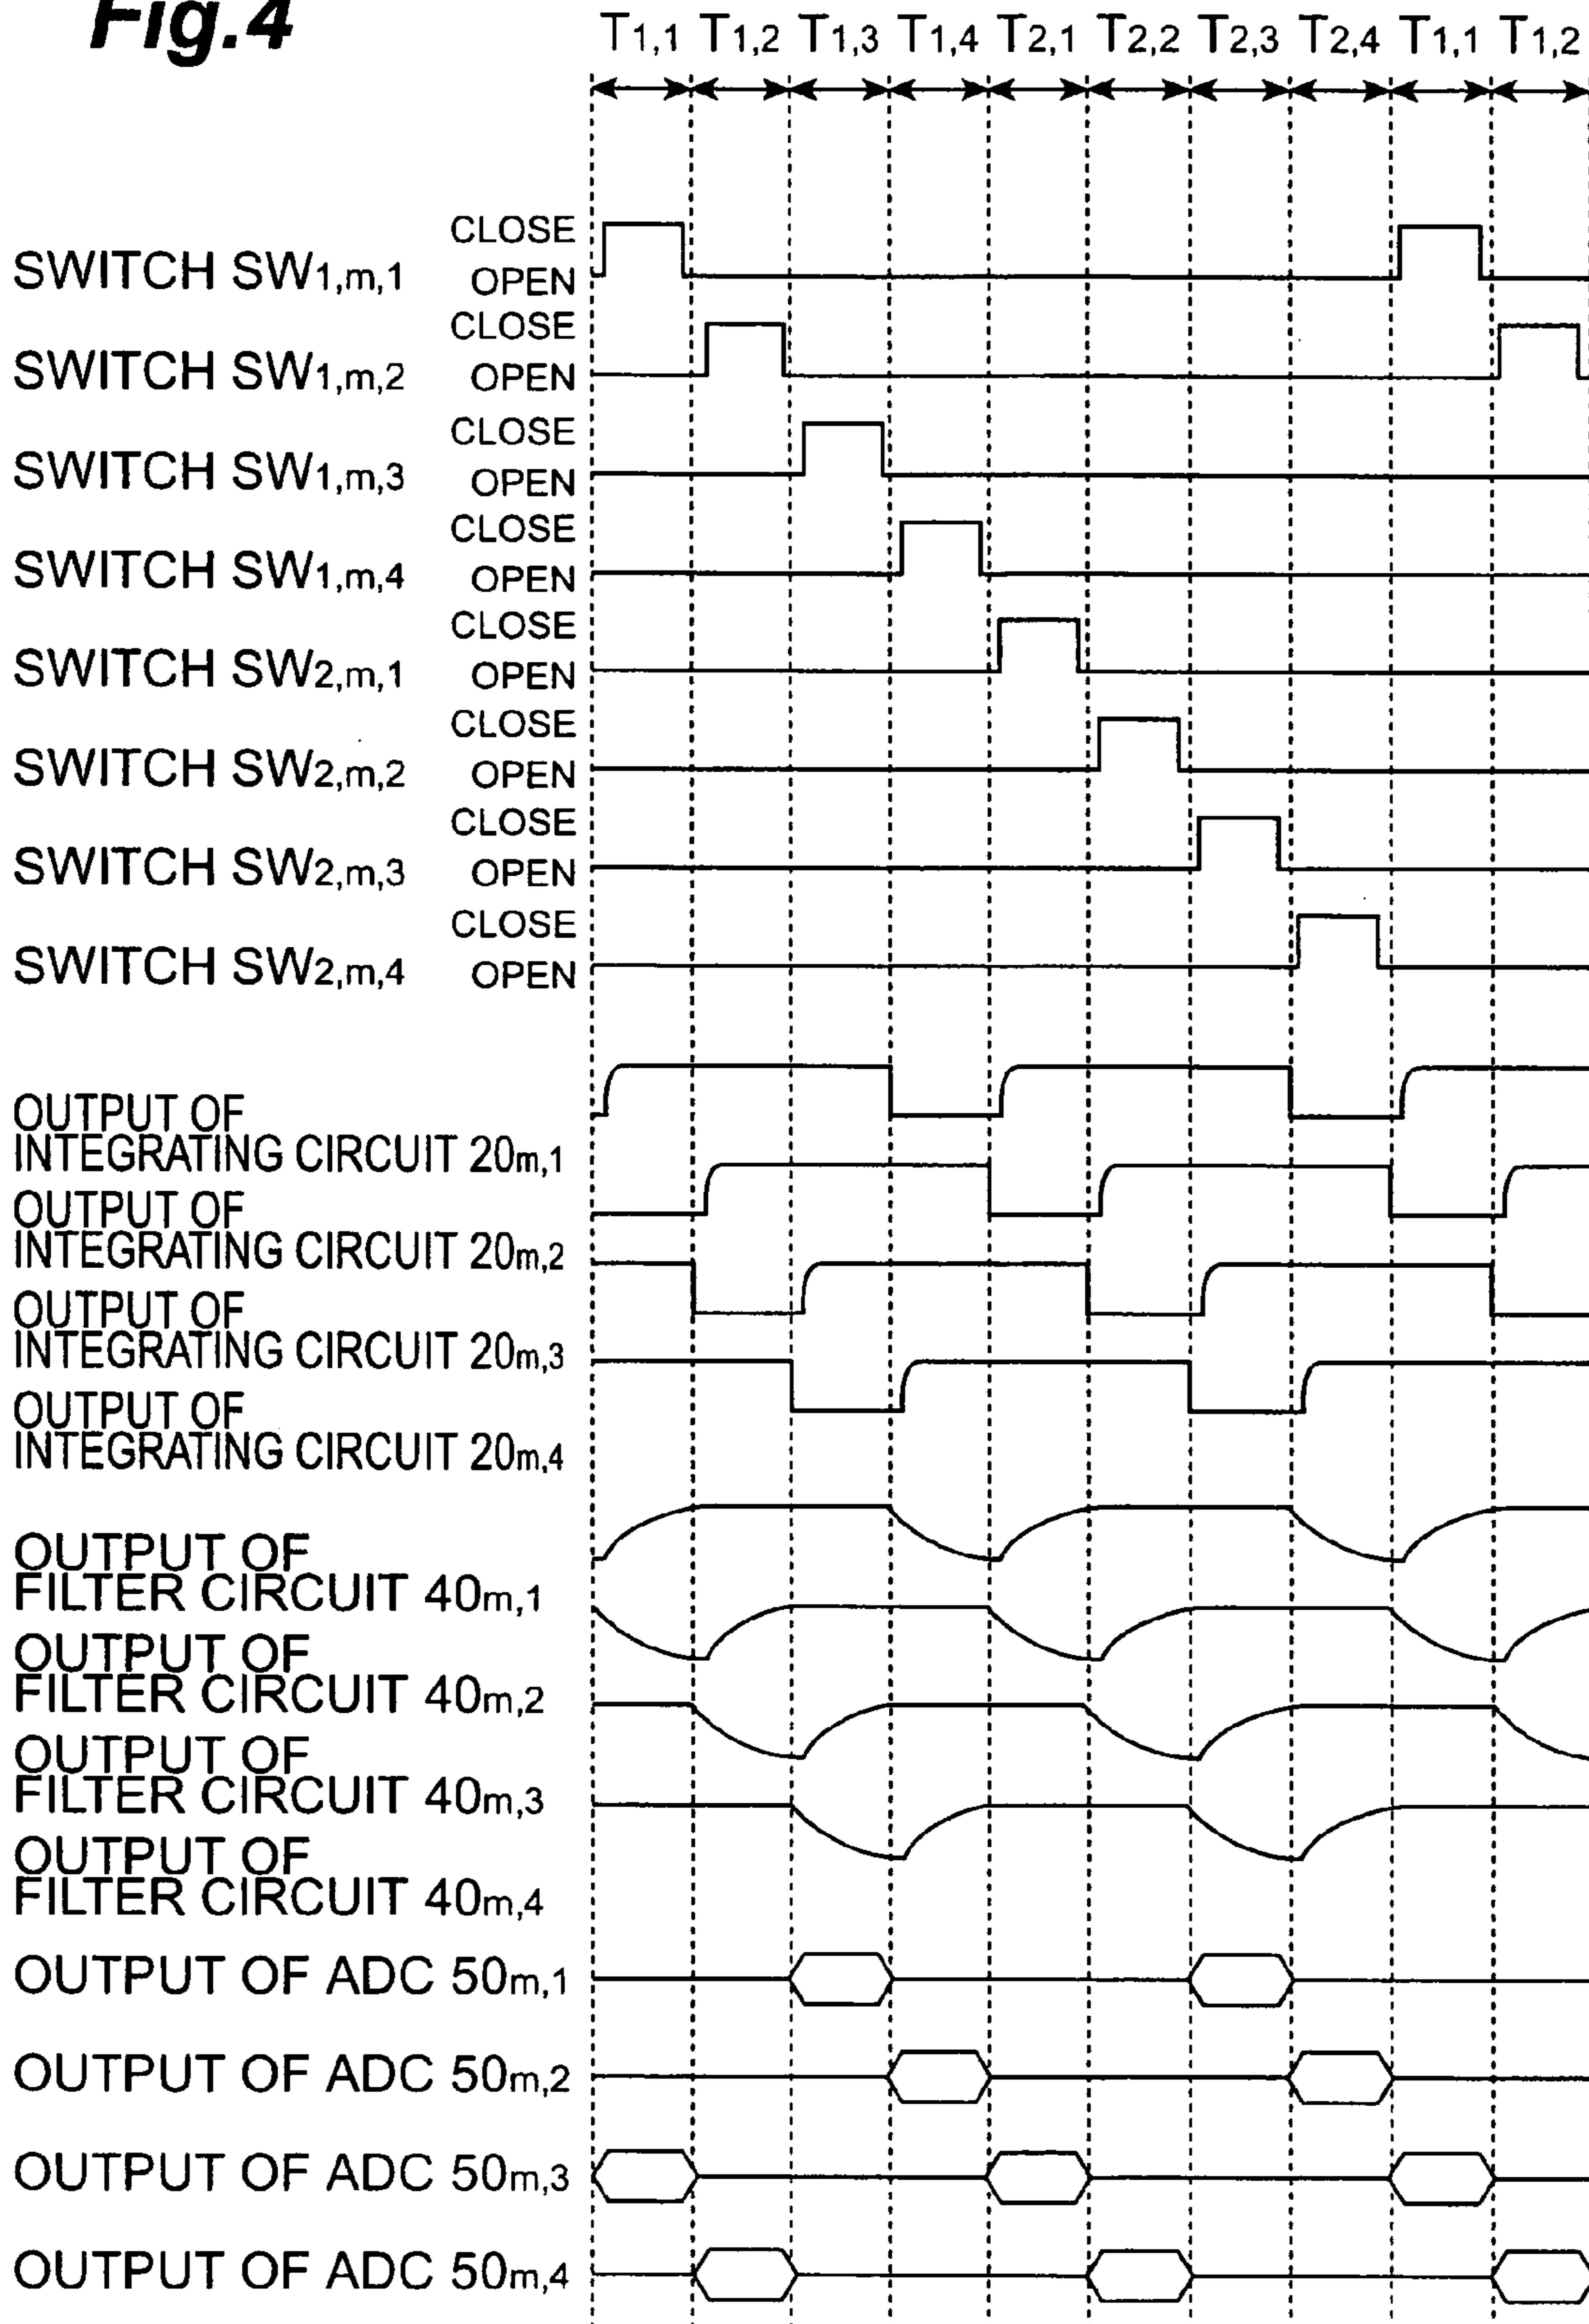 Fig.4
T1,1 T1,2 T1,3 T1,4 T2,1 T2,2 T2,3 T2,4 T1,1 T1,2
CLOSE
SWITCH SW1,m,1 OPEN
CLOSE
SWITCH SW1,m,2 OPEN
CLOSE
SWITCH SW1,m,3 OPEN
CLOSE
SWITCH SW1,m,4 OPEN
CLOSE
SWITCH SW2,m,1 OPEN
CLOSE
SWITCH SW2,m,2 OPEN
CLOSE
SWITCH SW2,m,3 OPEN
CLOSE
SWITCH SW2,m,4 OPEN
OUTPUT OF
INTEGRATING CIRCUIT 20m,1
OUTPUT OF
INTEGRATING CIRCUIT 20m,2
OUTPUT OF
INTEGRATING CIRCUIT 20m,3
OUTPUT OF
INTEGRATING CIRCUIT 20m,4
OUTPUT OF
FILTER CIRCUIT 40m,1
OUTPUT OF
FILTER CIRCUIT 40m,2
OUTPUT OF
FILTER CIRCUIT 40m,3
OUTPUT OF
FILTER CIRCUIT 40m,4
OUTPUT OF ADC 50m,1
OUTPUT OF ADC 50m,2
OUTPUT OF ADC 50m,3
OUTPUT OF ADC 50m,4